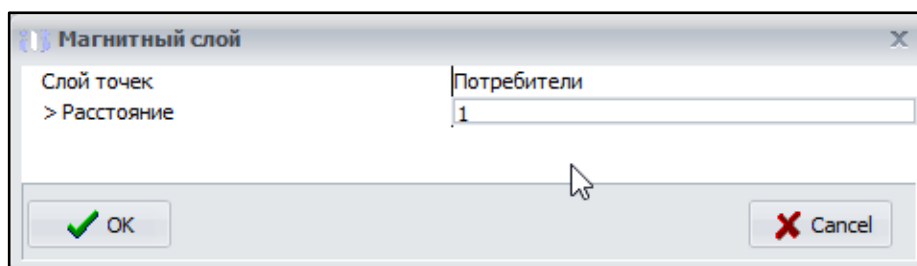 Магнитный слой
Слой точек Потребители
> Расстояние 1
OK Cancel